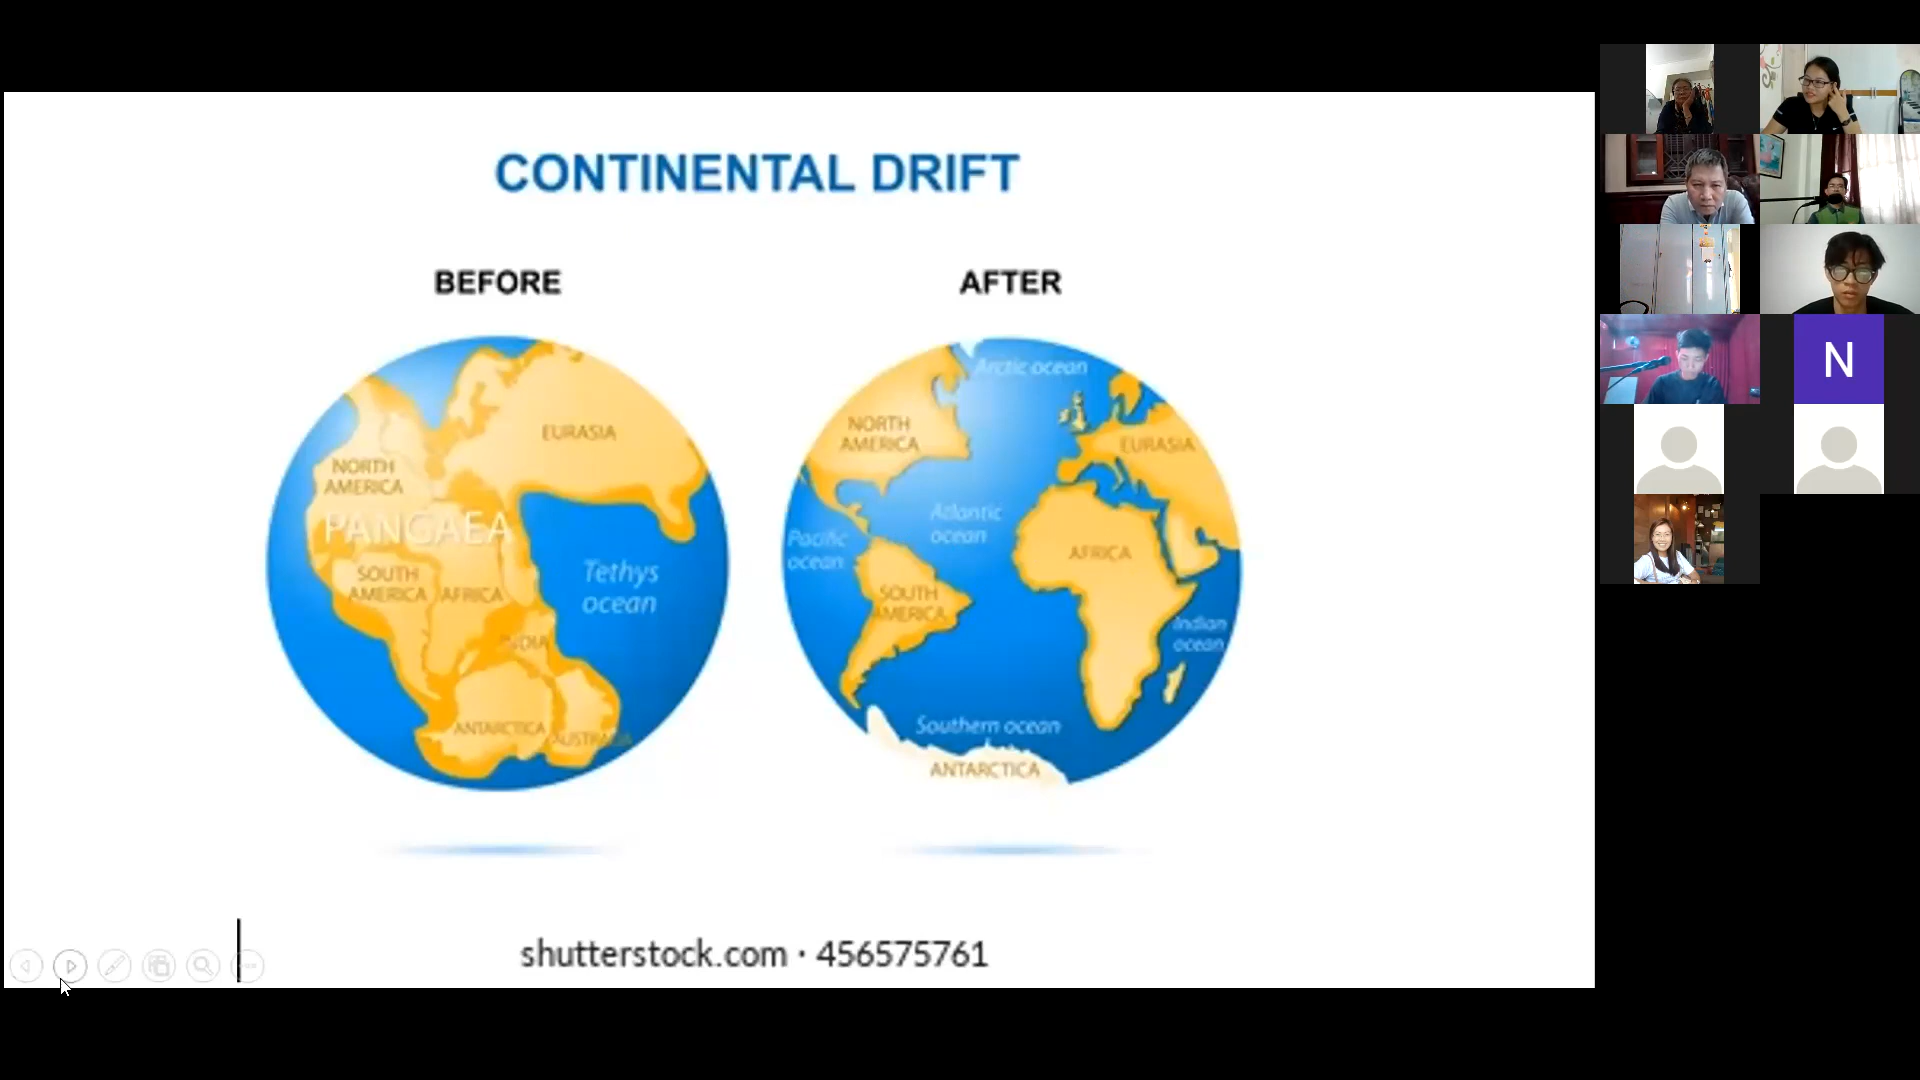 CONTINENTAL DRIFT
BEFORE
EURASIA
NORTH
AMERICA
PANGAEA
SOUTH
AMERICA
AFRICA
Tethys
ocean
INDIA
ANTARCTICA
AUSTRALIA
AFTER
Arctic ocean
NORTH
AMERICA
EURASIA
Atlantic
ocean
Pacific
ocean
AFRICA
SOUTH
AMERICA
Indian
ocean
Southern ocean
ANTARCTICA
shutterstock.com · 456575761
N